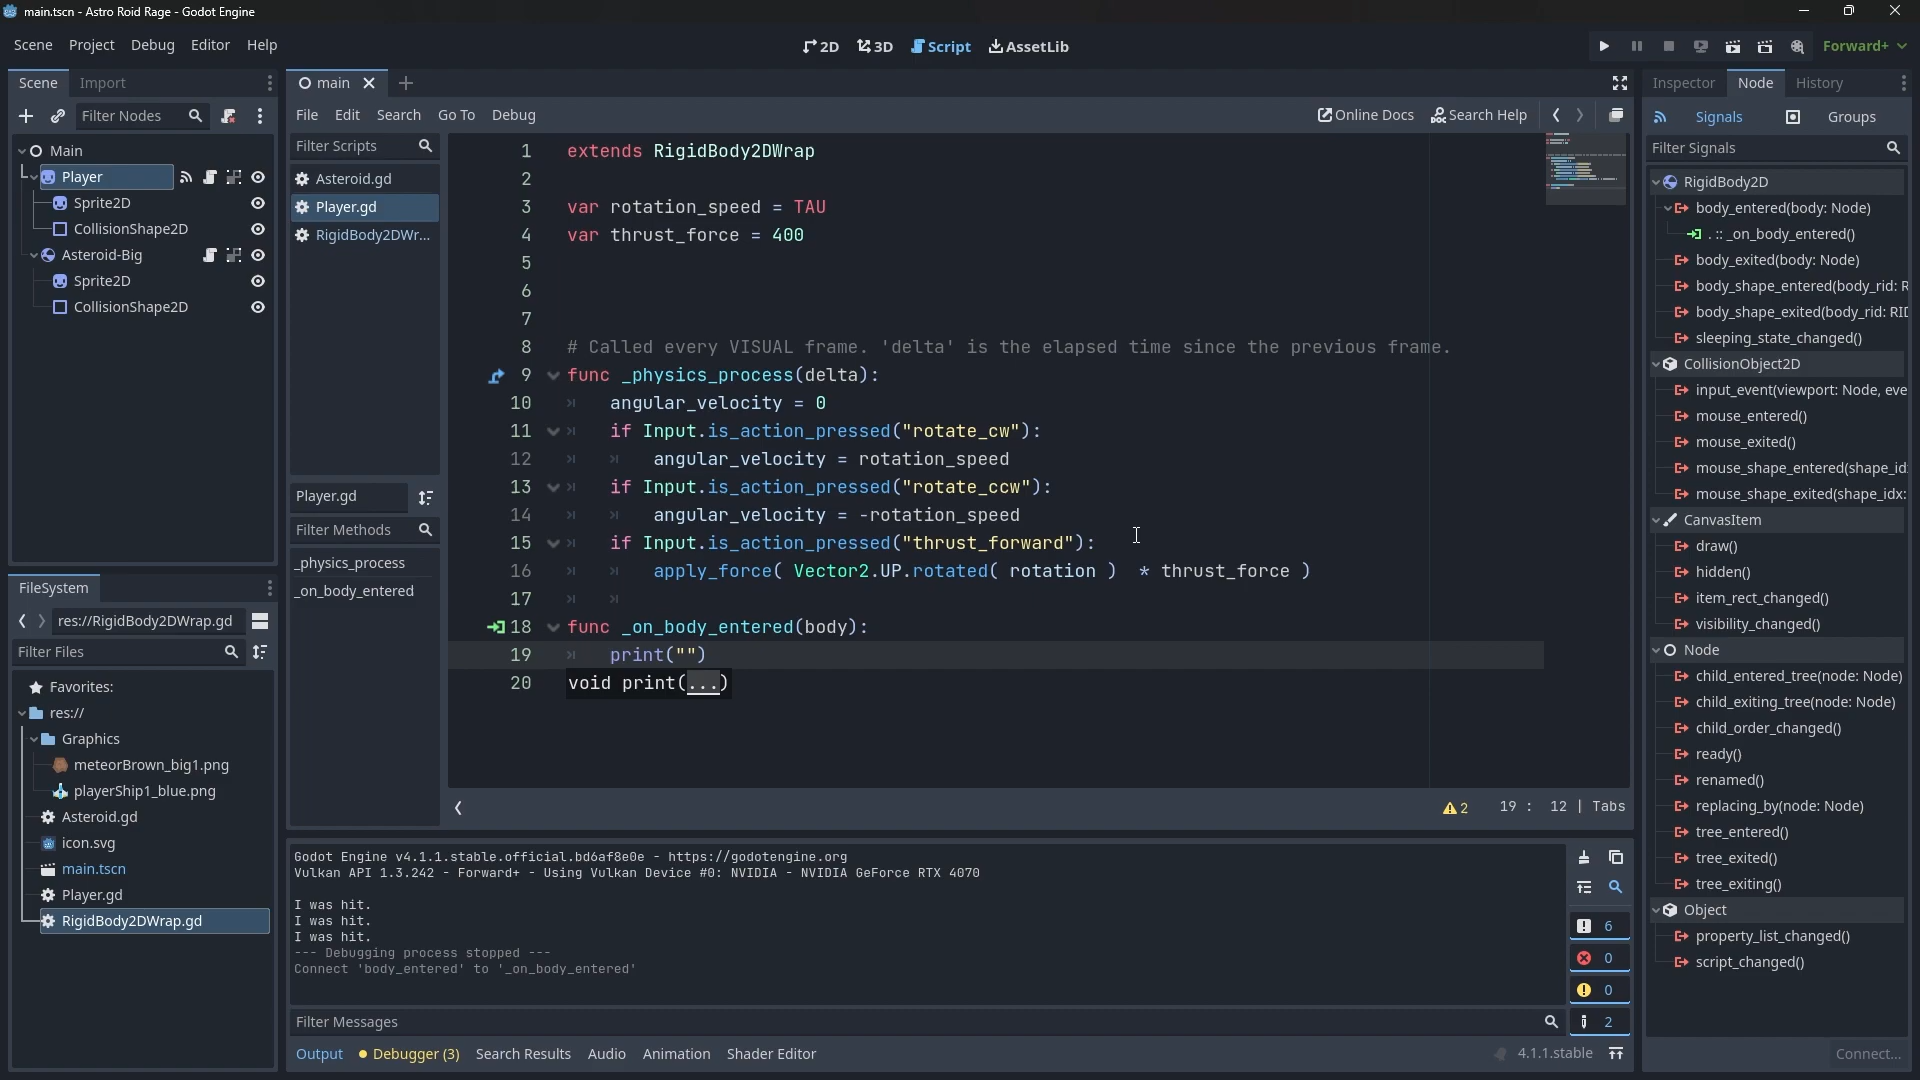 main.tscn - Astro Roid Rage - Godot Engine
Scene Project Debug Editor Help
2D 3D Script AssetLib
Forward+
Scene Import
Filter Nodes
Main
Player
Sprite2D
CollisionShape2D
Asteroid-Big
Sprite2D
CollisionShape2D
FileSystem
res://RigidBody2DWrap.gd
Filter Files
Favorites:
res://
Graphics
meteorBrown_big1.png
playerShip1_blue.png
Asteroid.gd
icon.svg
main.tscn
Player.gd
RigidBody2DWrap.gd
main
File Edit Search Go To Debug
Online Docs Search Help
Filter Scripts
Asteroid.gd
Player.gd
RigidBody2DWr...
Player.gd
Filter Methods
_physics_process
_on_body_entered
1 extends RigidBody2DWrap
2
3 var rotation_speed = TAU
4 var thrust_force = 400
5
6
7
8 # Called every VISUAL frame. 'delta' is the elapsed time since the previous frame.
9 func _physics_process(delta):
10 angular_velocity = 0
11 if Input.is_action_pressed("rotate_cw"):
12 angular_velocity = rotation_speed
13 if Input.is_action_pressed("rotate_ccw"):
14 angular_velocity = -rotation_speed
15 if Input.is_action_pressed("thrust_forward"):
16 apply_force( Vector2.UP.rotated( rotation ) * thrust_force )
17
18 func _on_body_entered(body):
19 print("")
20 void print(...)
2 19 : 12 | Tabs
Godot Engine v4.1.1.stable.official.bd6af8e0e - https://godotengine.org
Vulkan API 1.3.242 - Forward+ - Using Vulkan Device #0: NVIDIA - NVIDIA GeForce RTX 4070
I was hit.
I was hit.
I was hit.
--- Debugging process stopped ---
Connect 'body_entered' to '_on_body_entered'
6
0
0
2
Filter Messages
Output Debugger (3) Search Results Audio Animation Shader Editor
4.1.1.stable
Inspector Node History
Signals Groups
Filter Signals
RigidBody2D
body_entered(body: Node)
. :: _on_body_entered()
body_exited(body: Node)
body_shape_entered(body_rid: R
body_shape_exited(body_rid: RI
sleeping_state_changed()
CollisionObject2D
input_event(viewport: Node, eve
mouse_entered()
mouse_exited()
mouse_shape_entered(shape_id
mouse_shape_exited(shape_idx:
CanvasItem
draw()
hidden()
item_rect_changed()
visibility_changed()
Node
child_entered_tree(node: Node)
child_exiting_tree(node: Node)
child_order_changed()
ready()
renamed()
replacing_by(node: Node)
tree_entered()
tree_exited()
tree_exiting()
Object
property_list_changed()
script_changed()
Connect...